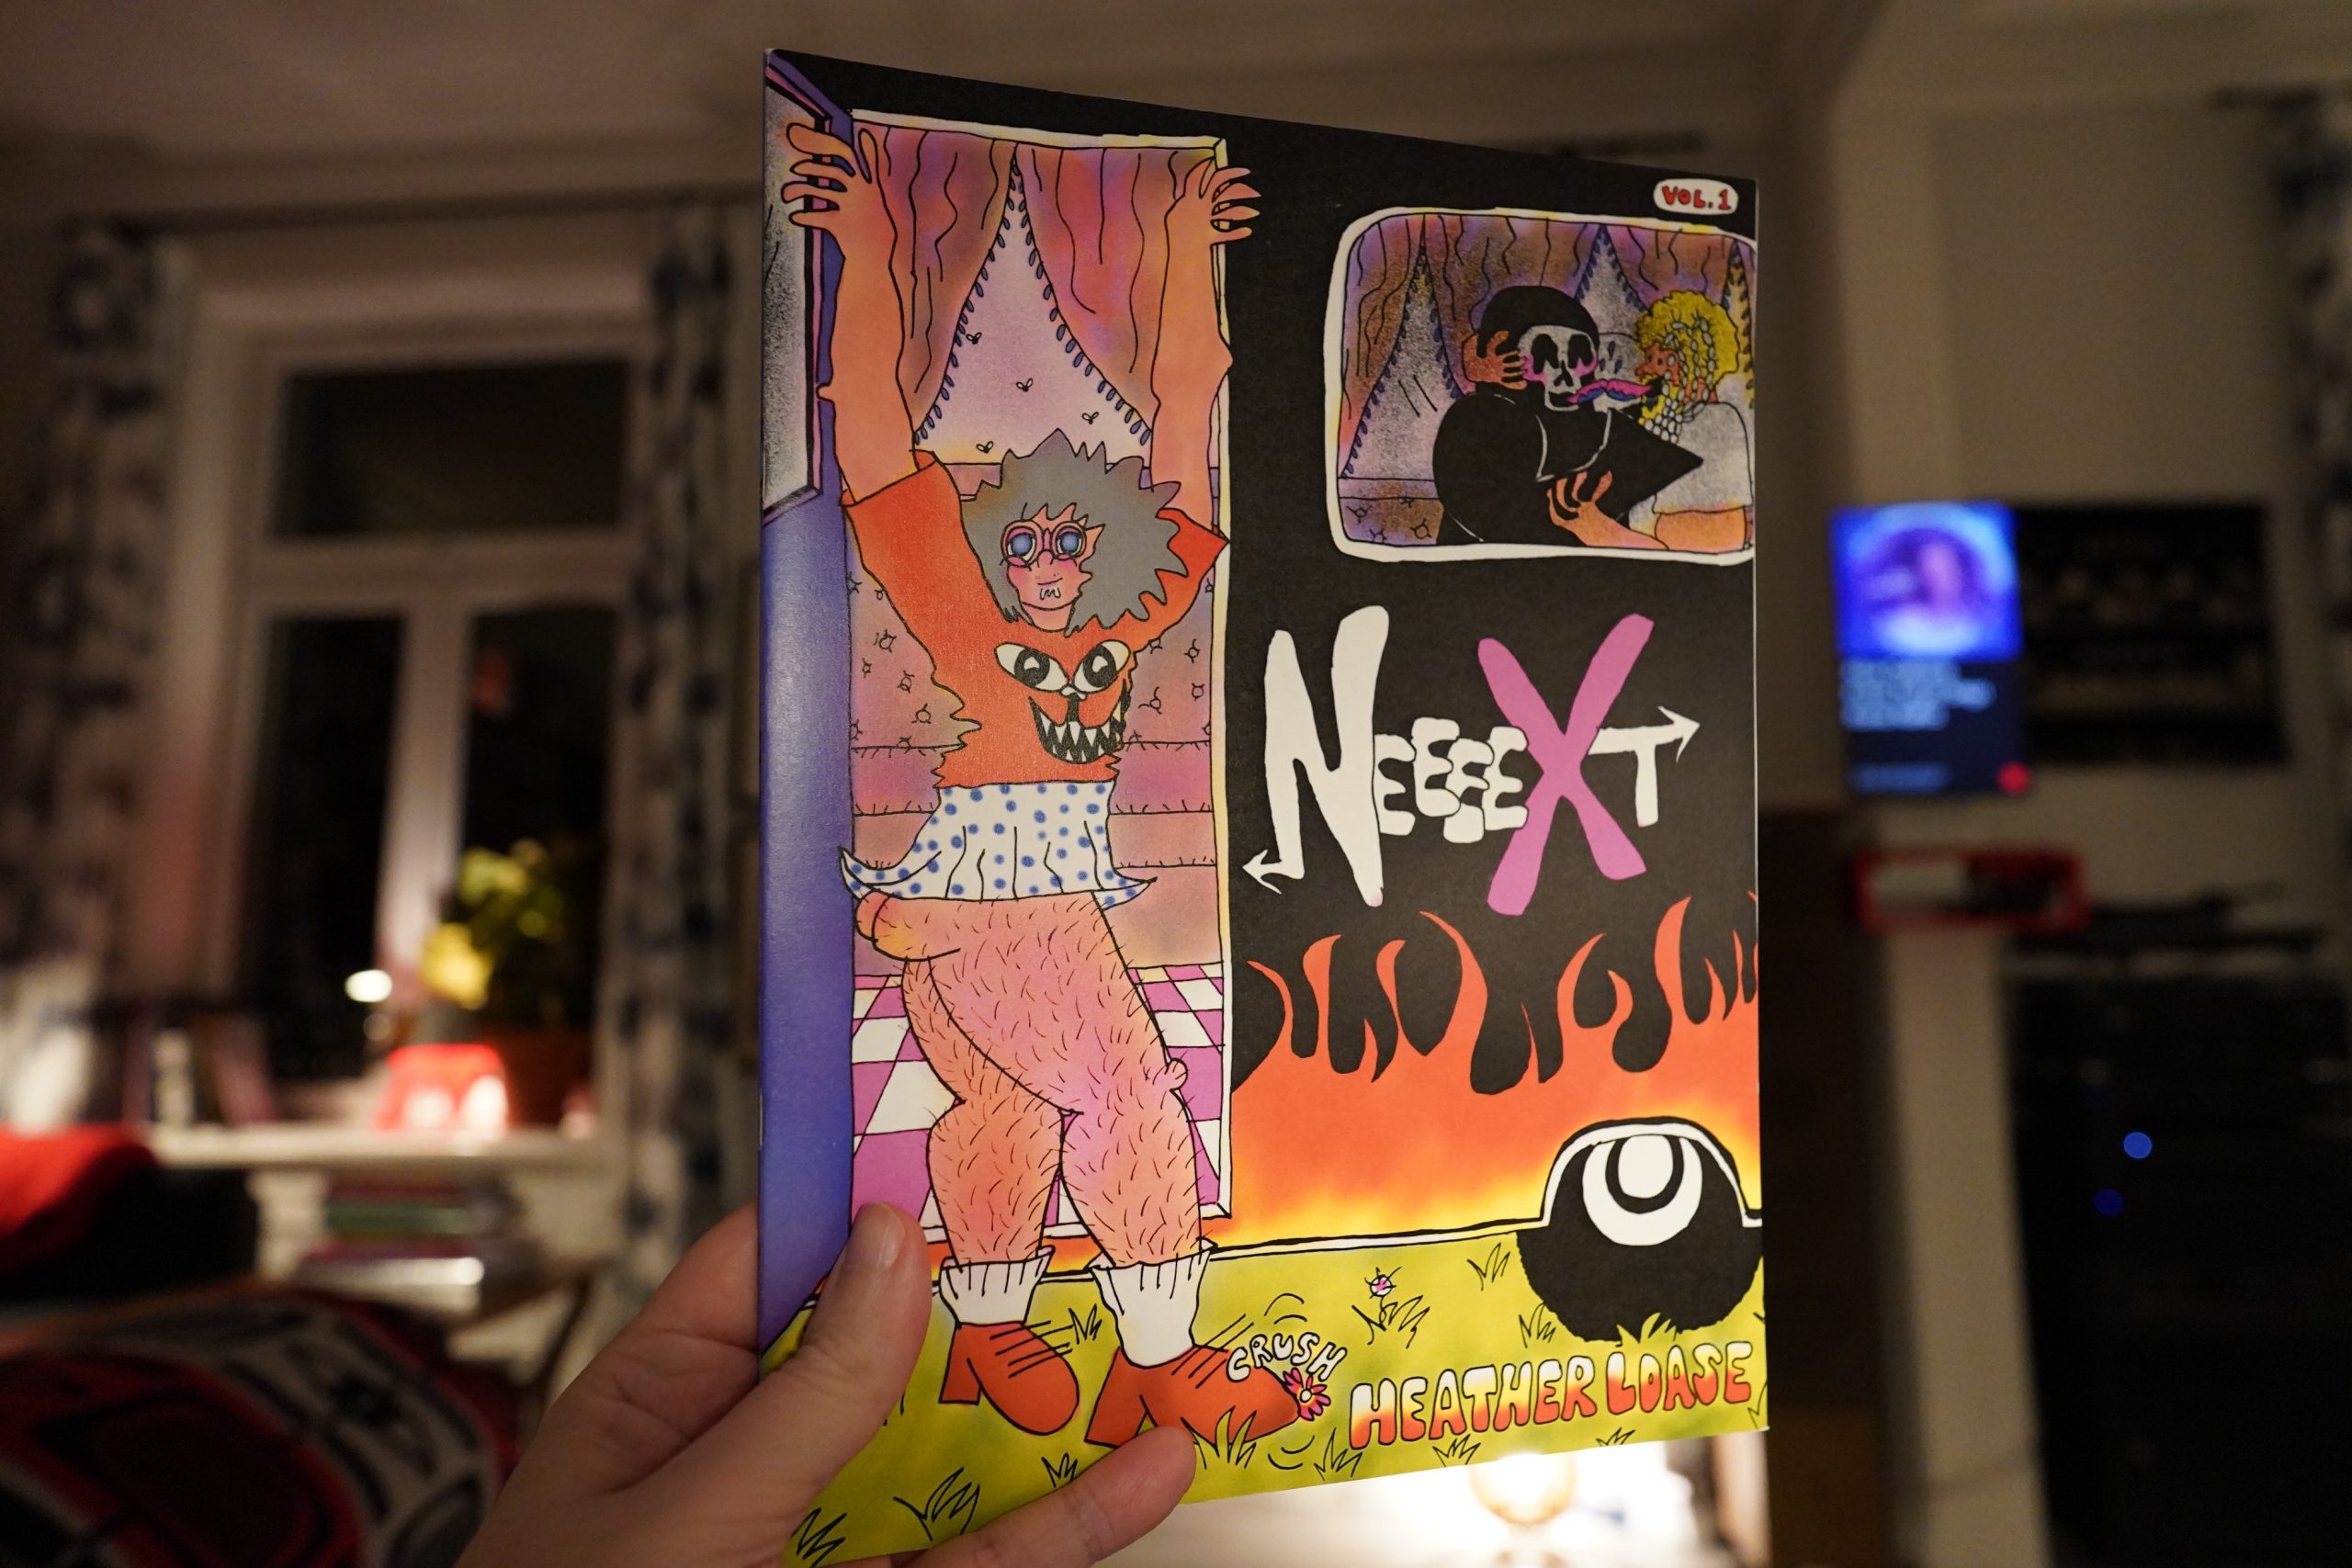 VOL. 1
NEEEEXT
CRUSH
HEATHER LOASE